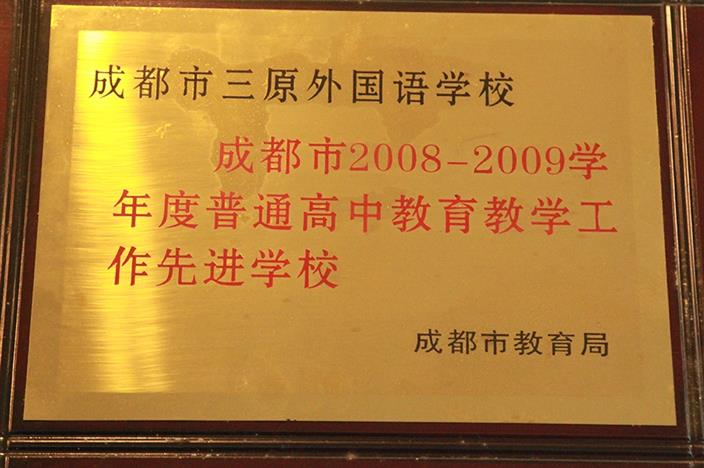 成都市三原外国语学校
成都市2008-2009学
年度普通高中教育教学工
作先进学校
成都市教育局